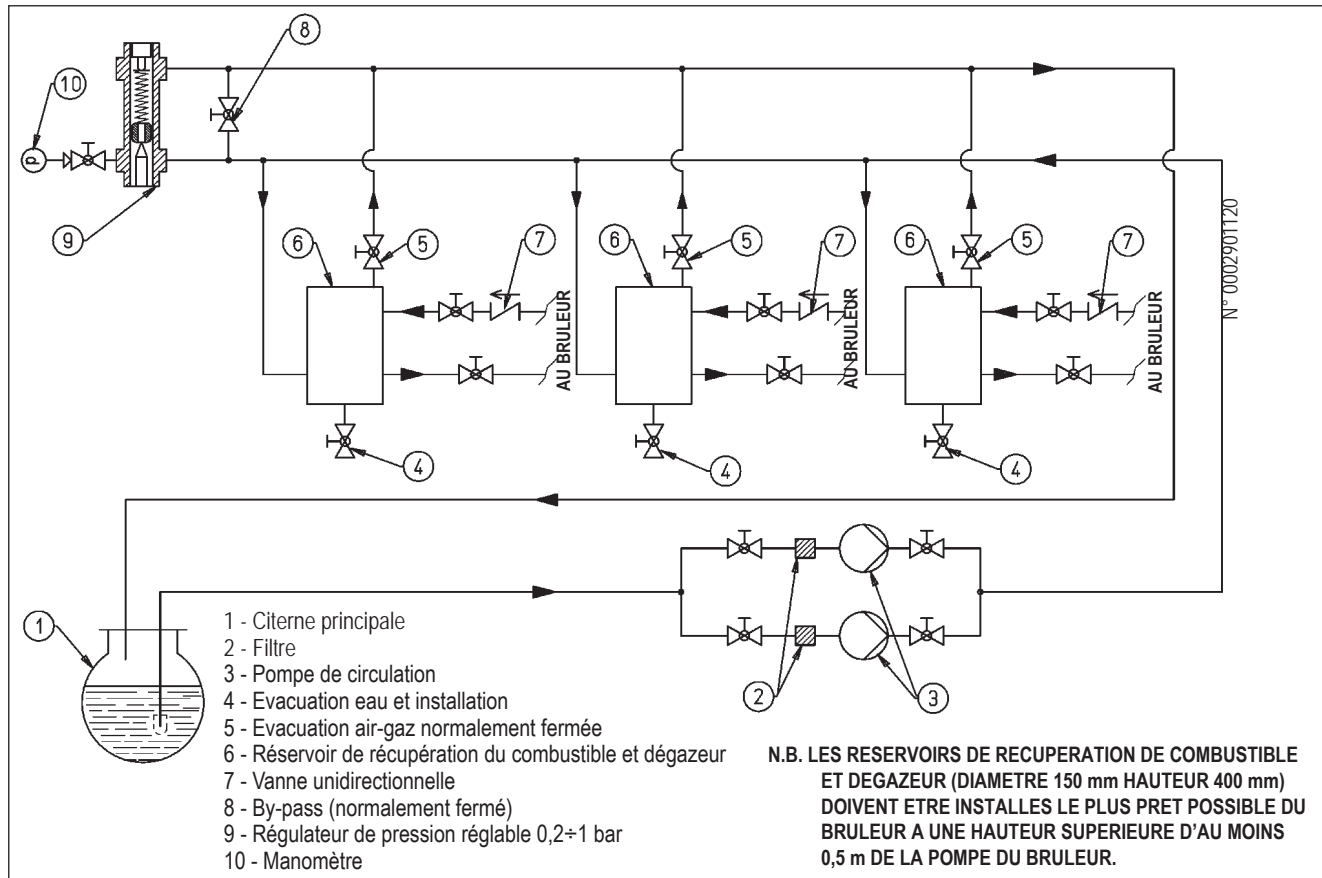 8
10
P
9
6
5
7
6
5
7
6
5
7
AU BRULEUR
AU BRULEUR
AU BRULEUR
N° 0002901120
4
4
4
1
1 - Citerne principale
2 - Filtre
3 - Pompe de circulation
4 - Evacuation eau et installation
5 - Evacuation air-gaz normalement fermée
6 - Réservoir de récupération du combustible et dégazeur
7 - Vanne unidirectionnelle
8 - By-pass (normalement fermé)
9 - Régulateur de pression réglable 0,2÷1 bar
10 - Manomètre
2
3
N.B. LES RESERVOIRS DE RECUPERATION DE COMBUSTIBLE
ET DEGAZEUR (DIAMETRE 150 mm HAUTEUR 400 mm)
DOIVENT ETRE INSTALLES LE PLUS PRET POSSIBLE DU
BRULEUR A UNE HAUTEUR SUPERIEURE D'AU MOINS
0,5 m DE LA POMPE DU BRULEUR.